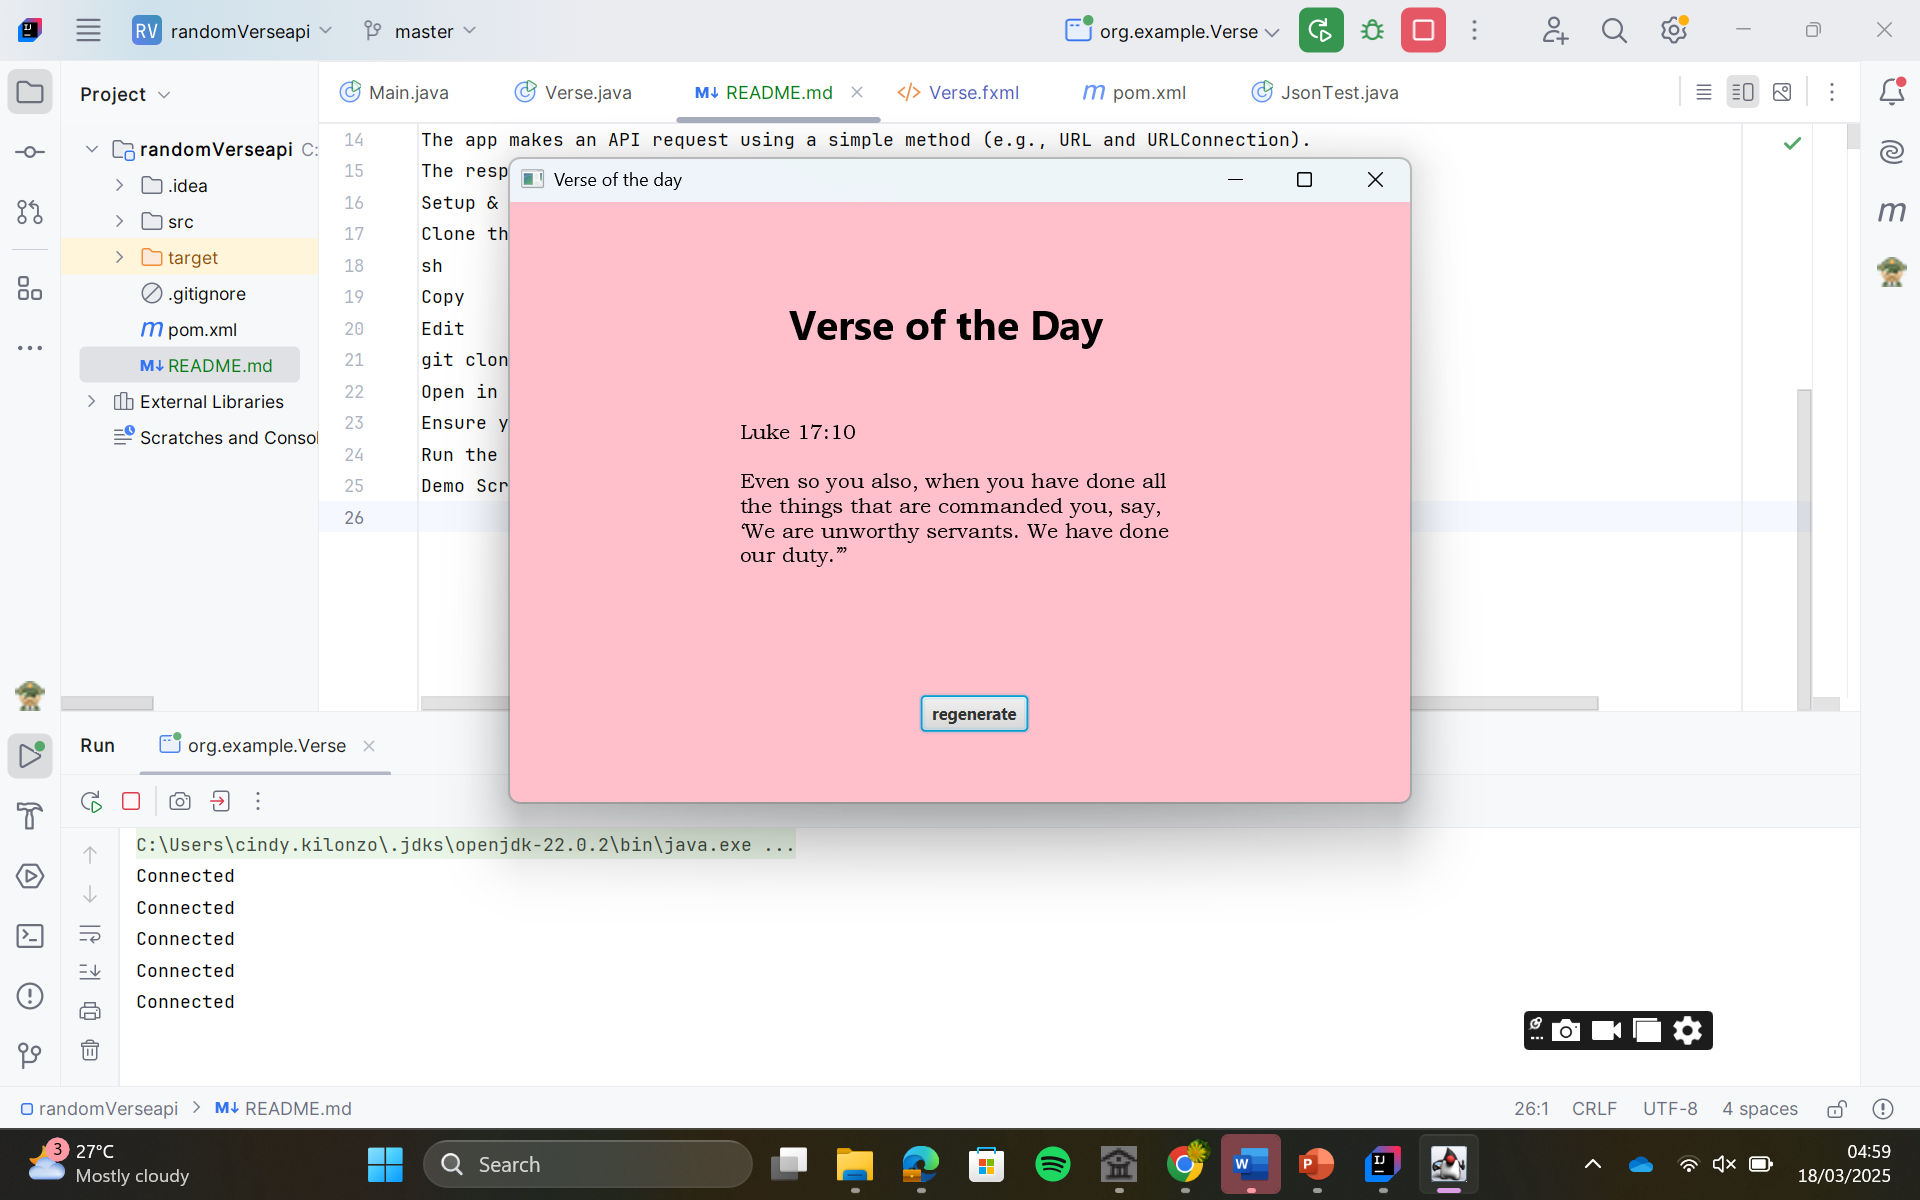 RV randomVerseapi master org.example.Verse
Project
Main.java Verse.java M↓ README.md Verse.fxml m pom.xml JsonTest.java
randomVerseapi C:
.idea
src
target
.gitignore
m pom.xml
M↓ README.md
External Libraries
Scratches and Consol
14 The app makes an API request using a simple method (e.g., URL and URLConnection).
15 The resp
16 Setup &
17 Clone th
18 sh
19 Copy
20 Edit
21 git clon
22 Open in
23 Ensure y
24 Run the
25 Demo Scr
26
Verse of the day
Verse of the Day
Luke 17:10
Even so you also, when you have done all
the things that are commanded you, say,
‘We are unworthy servants. We have done
our duty.’”
regenerate
Run org.example.Verse
C:\Users\cindy.kilonzo\.jdks\openjdk-22.0.2\bin\java.exe ...
Connected
Connected
Connected
Connected
Connected
randomVerseapi > M↓ README.md 26:1 CRLF UTF-8 4 spaces
3 27°C
Mostly cloudy
Search
04:59
18/03/2025